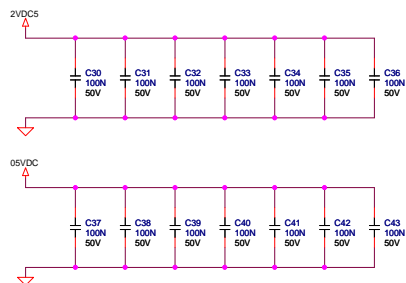 2VDC5
C30 C31 C32 C33 C34 C35 C36
100N 100N 100N 100N 100N 100N 100N
50V 50V 50V 50V 50V 50V 50V
05VDC
C37 C38 C39 C40 C41 C42 C43
100N 100N 100N 100N 100N 100N 100N
50V 50V 50V 50V 50V 50V 50V